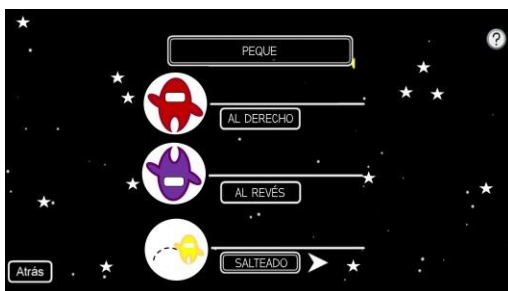 PEQUE
?
AL DERECHO
AL REVÉS
SALTEADO
Atrás